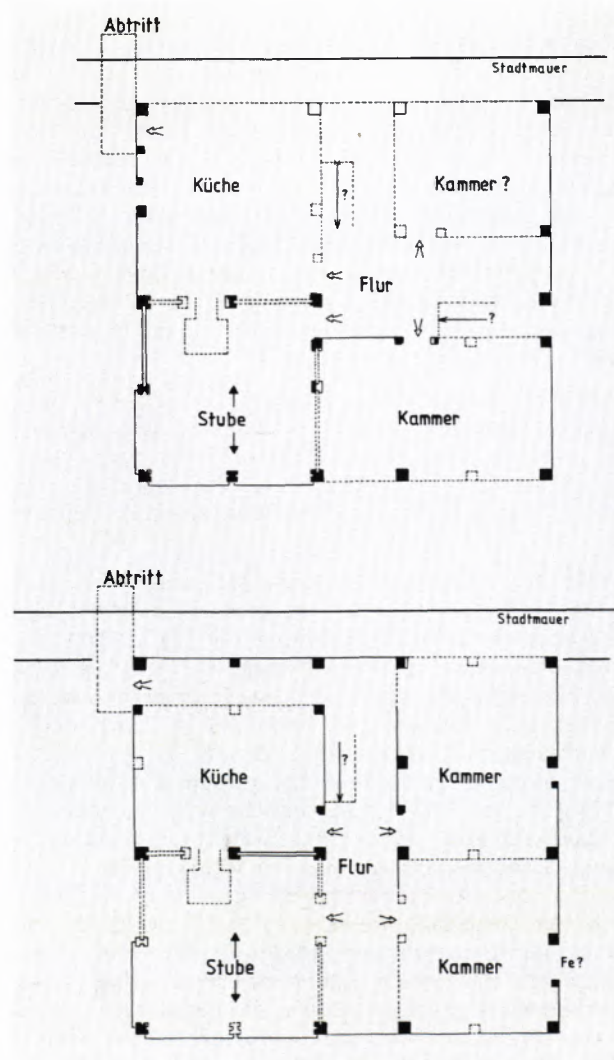 Abtritt
Stadtmauer
Küche
?
Kammer ?
Flur
?
Stube
Kammer
Abtritt
Stadtmauer
Küche
?
Kammer
Flur
Stube
Kammer
Fe?